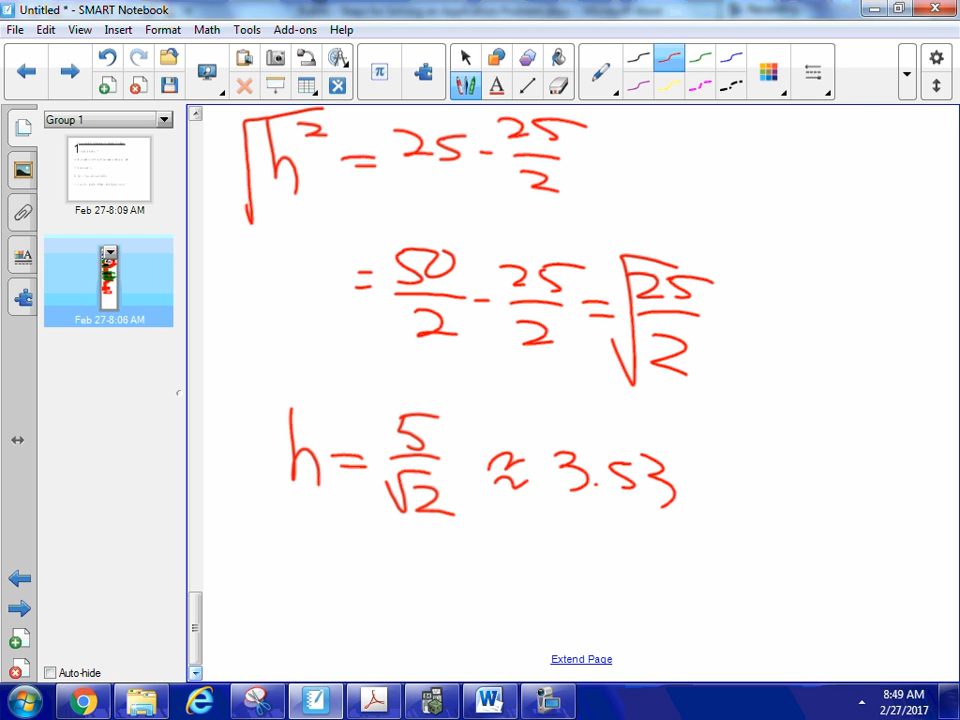 Untitled * - SMART Notebook
File Edit View Insert Format Math Tools Add-ons Help
Group 1
1
Feb 27-8:09 AM
Feb 27-8:06 AM
Auto-hide
√h² = 25 - 25/2
= 50/2 - 25/2 = √25/2
h = 5/√2 ≈ 3.53
Extend Page
8:49 AM
2/27/2017